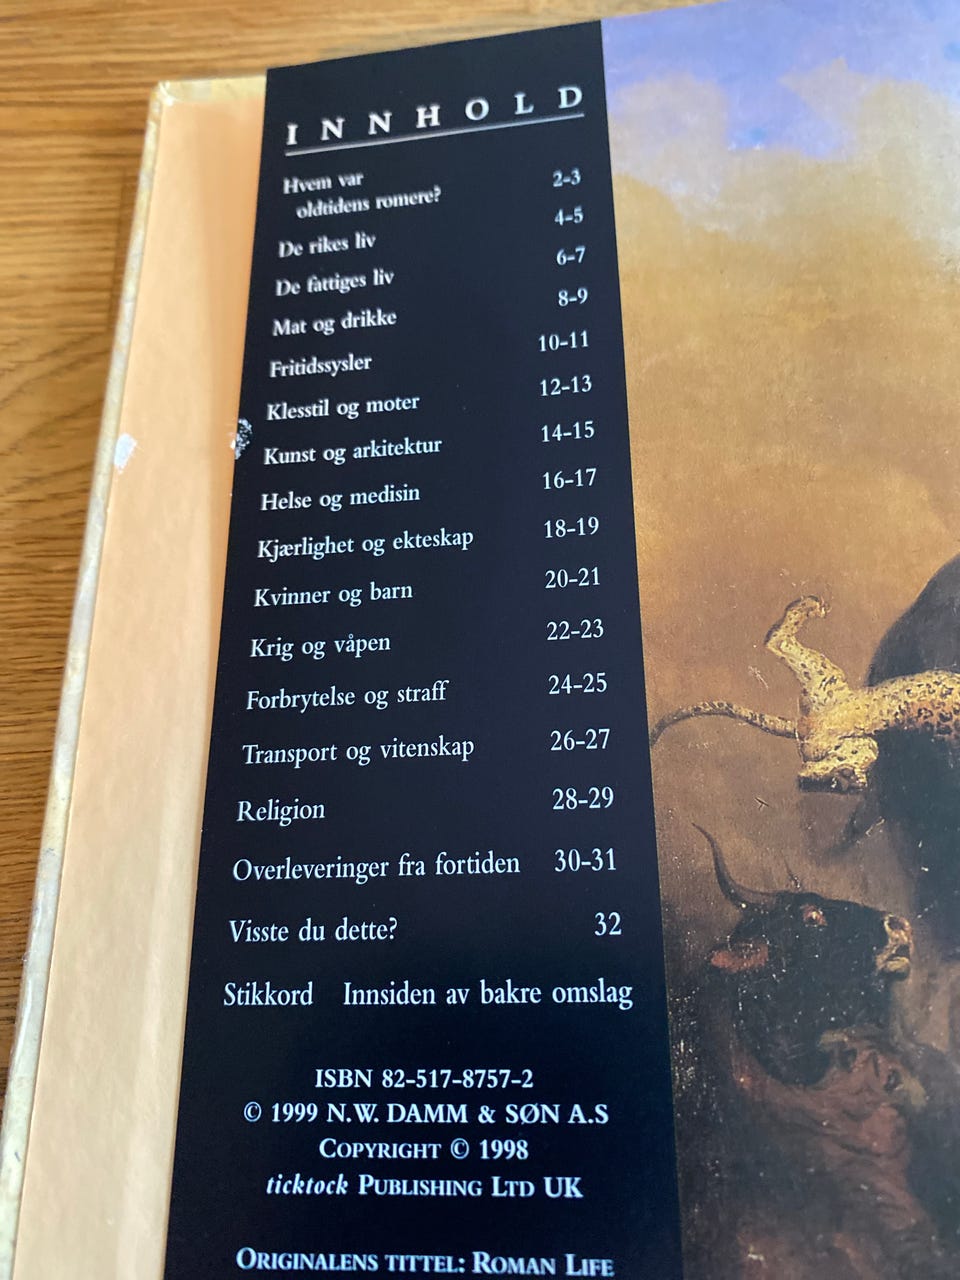 INNHOLD
Hvem var
oldtidens romere? 2-3
De rikes liv 4-5
De fattiges liv 6-7
Mat og drikke 8-9
Fritidssysler 10-11
Klesstil og moter 12-13
Kunst og arkitektur 14-15
Helse og medisin 16-17
Kjærlighet og ekteskap 18-19
Kvinner og barn 20-21
Krig og våpen 22-23
Forbrytelse og straff 24-25
Transport og vitenskap 26-27
Religion 28-29
Overleveringer fra fortiden 30-31
Visste du dette? 32
Stikkord Innsiden av bakre omslag
ISBN 82-517-8757-2
© 1999 N.W. DAMM & SØN A.S
COPYRIGHT © 1998
ticktock PUBLISHING LTD UK
ORIGINALENS TITTEL: ROMAN LIFE